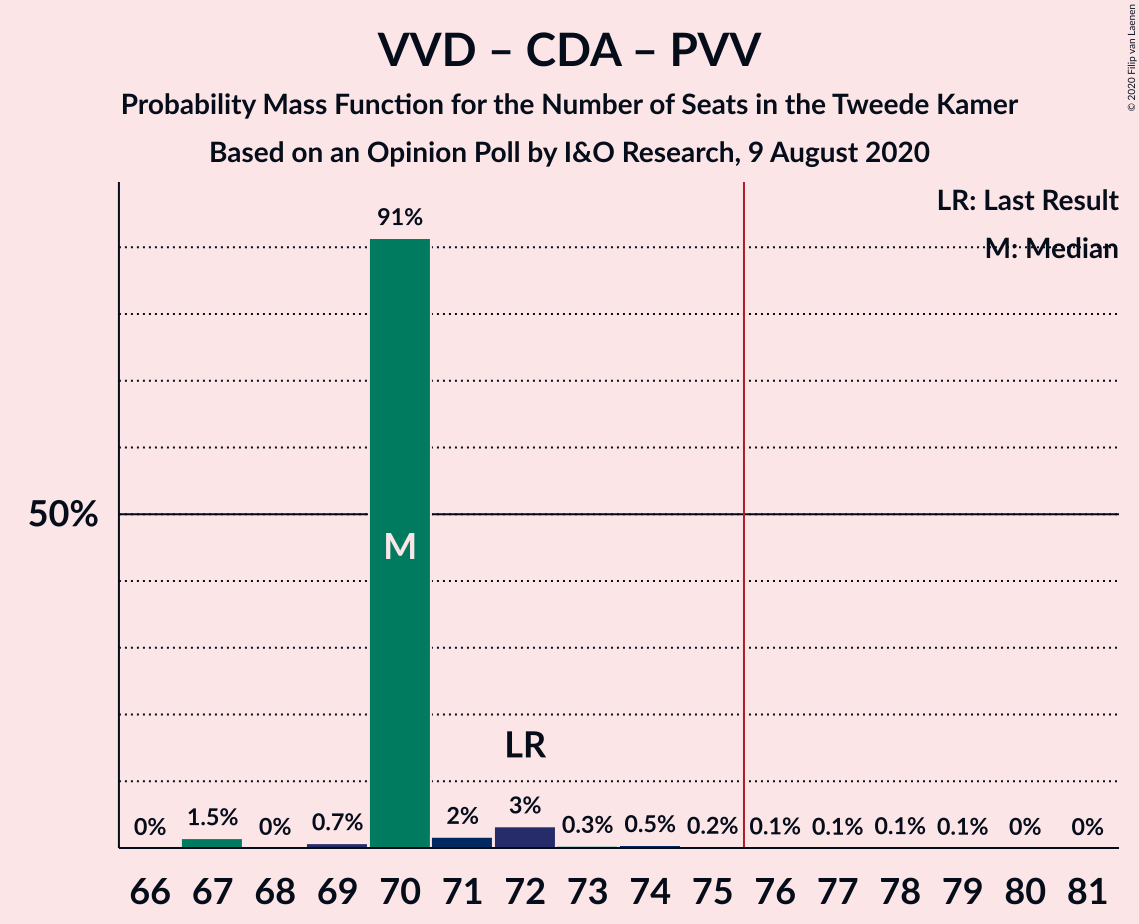 VVD – CDA – PVV
Probability Mass Function for the Number of Seats in the Tweede Kamer
Based on an Opinion Poll by I&O Research, 9 August 2020
© 2020 Filip van Laenen
LR: Last Result
M: Median
91%
50%
M
LR
0% 1.5% 0% 0.7% 2% 3% 0.3% 0.5% 0.2% 0.1% 0.1% 0.1% 0.1% 0% 0%
66 67 68 69 70 71 72 73 74 75 76 77 78 79 80 81